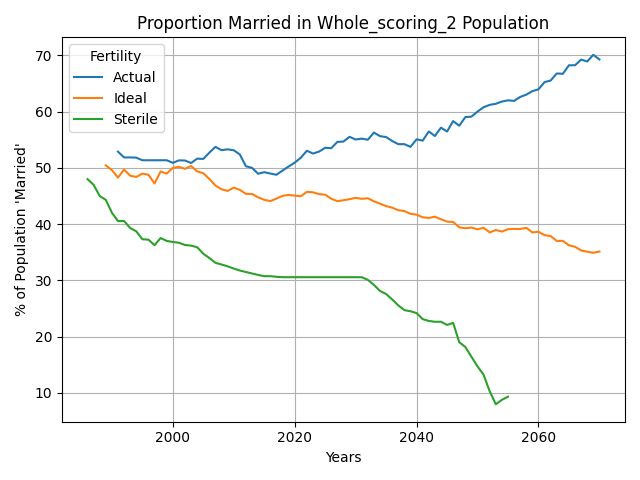 Proportion Married in Whole_scoring_2 Population
Fertility
Actual
Ideal
Sterile
% of Population 'Married'
70
60
50
40
30
20
10
2000
2020
2040
2060
Years